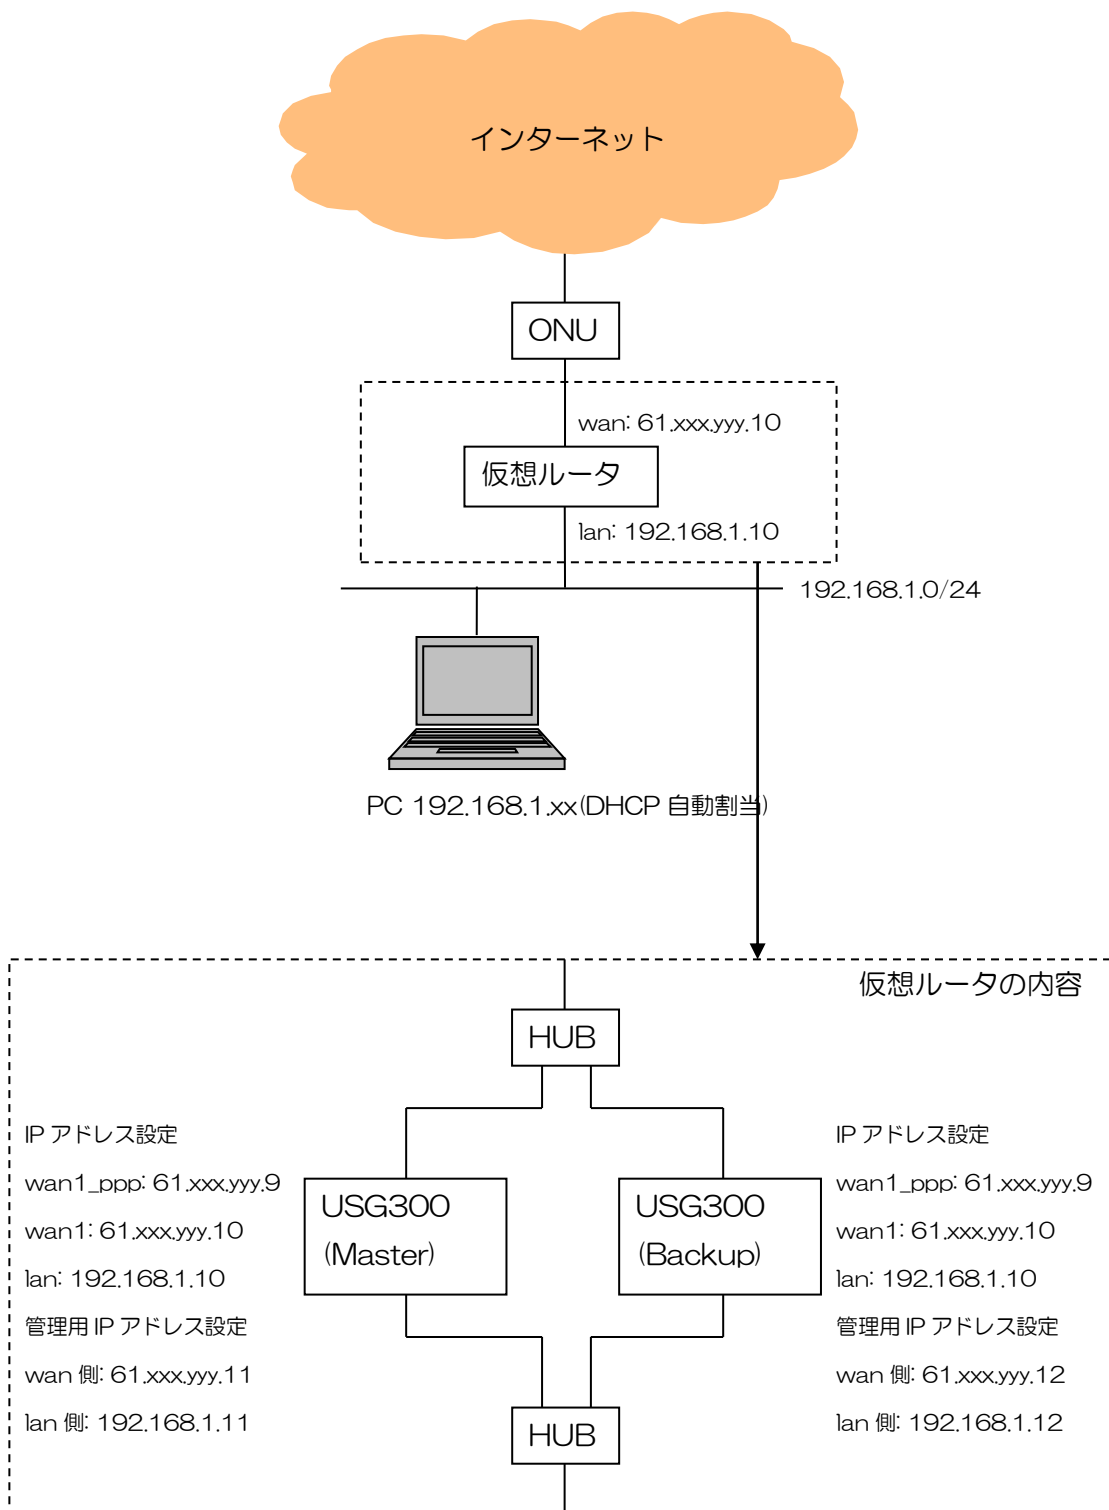 インターネット
ONU
wan: 61.xxx.yyy.10
仮想ルータ
lan: 192.168.1.10
192.168.1.0/24
PC 192.168.1.xx(DHCP 自動割当)
仮想ルータの内容
HUB
IP アドレス設定
wan1_ppp: 61.xxx.yyy.9
wan1: 61.xxx.yyy.10
lan: 192.168.1.10
管理用 IP アドレス設定
wan 側: 61.xxx.yyy.11
lan 側: 192.168.1.11
USG300
(Master)
USG300
(Backup)
IP アドレス設定
wan1_ppp: 61.xxx.yyy.9
wan1: 61.xxx.yyy.10
lan: 192.168.1.10
管理用 IP アドレス設定
wan 側: 61.xxx.yyy.12
lan 側: 192.168.1.12
HUB